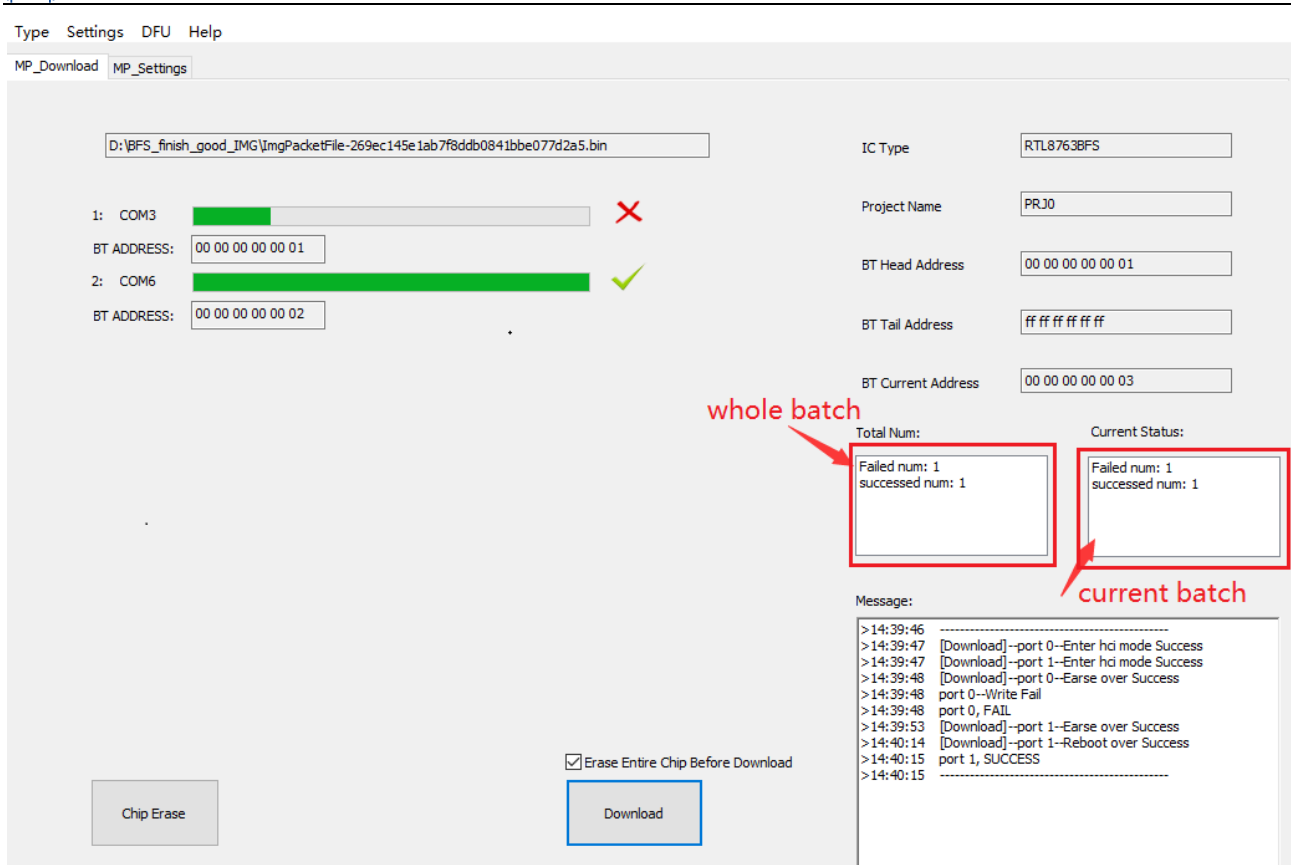 Type Settings DFU Help
MP_Download MP_Settings
D:\BFS_finish_good_IMG\ImgPacketFile-269ec145e1ab7f8ddb0841bbe077d2a5.bin
1: COM3
BT ADDRESS: 00 00 00 00 00 01
2: COM6
BT ADDRESS: 00 00 00 00 00 02
IC Type RTL8763BFS
Project Name PRJ0
BT Head Address 00 00 00 00 00 01
BT Tail Address ff ff ff ff ff ff
BT Current Address 00 00 00 00 00 03
whole batch
Total Num:
Failed num: 1
successed num: 1
Current Status:
Failed num: 1
successed num: 1
current batch
Message:
>14:39:46 ----------------------------------------------
>14:39:47 [Download]--port 0--Enter hci mode Success
>14:39:47 [Download]--port 1--Enter hci mode Success
>14:39:48 [Download]--port 0--Earse over Success
>14:39:48 port 0--Write Fail
>14:39:48 port 0, FAIL
>14:39:53 [Download]--port 1--Earse over Success
>14:40:14 [Download]--port 1--Reboot over Success
>14:40:15 port 1, SUCCESS
>14:40:15 ----------------------------------------------
Erase Entire Chip Before Download
Chip Erase
Download